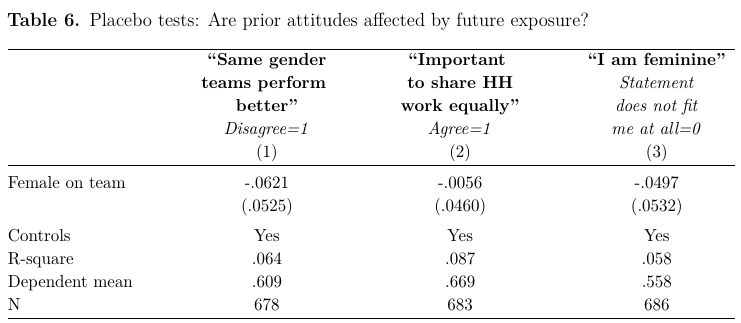 Table 6. Placebo tests: Are prior attitudes affected by future exposure?
“Same gender “Important “I am feminine”
teams perform to share HH Statement
better” work equally” does not fit
Disagree=1 Agree=1 me at all=0
(1) (2) (3)
Female on team -.0621 -.0056 -.0497
(.0525) (.0460) (.0532)
Controls Yes Yes Yes
R-square .064 .087 .058
Dependent mean .609 .669 .558
N 678 683 686